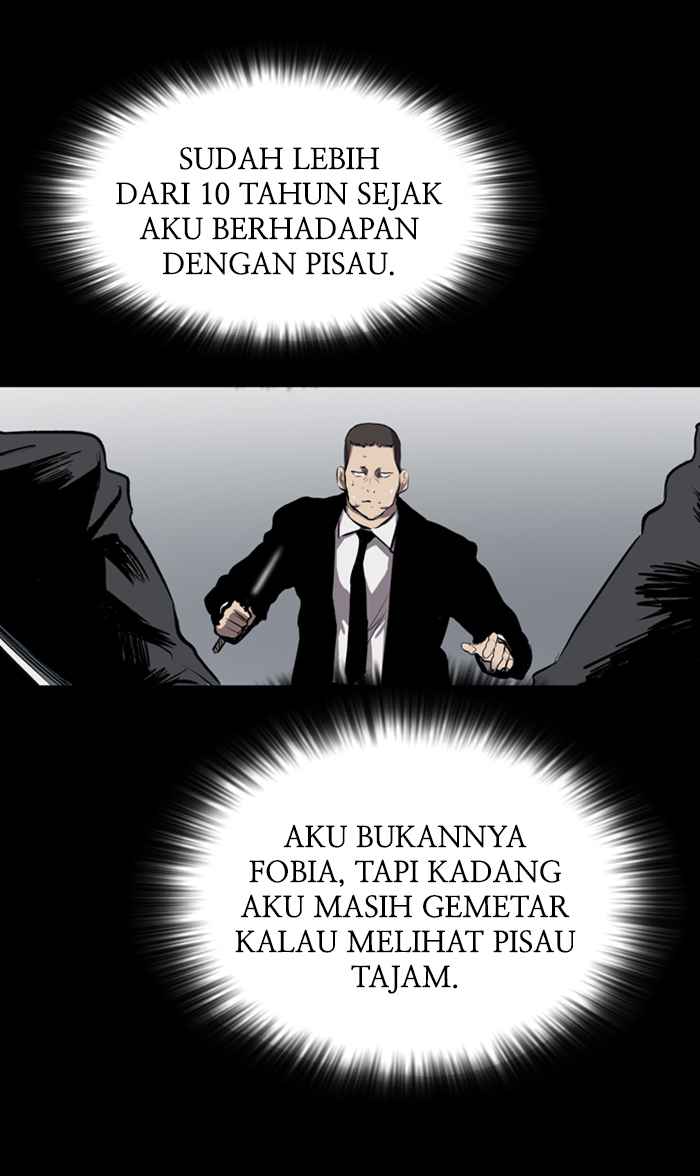 SUDAH LEBIH
DARI 10 TAHUN SEJAK
AKU BERHADAPAN
DENGAN PISAU.
AKU BUKANNYA
FOBIA, TAPI KADANG
AKU MASIH GEMETAR
KALAU MELIHAT PISAU
TAJAM.